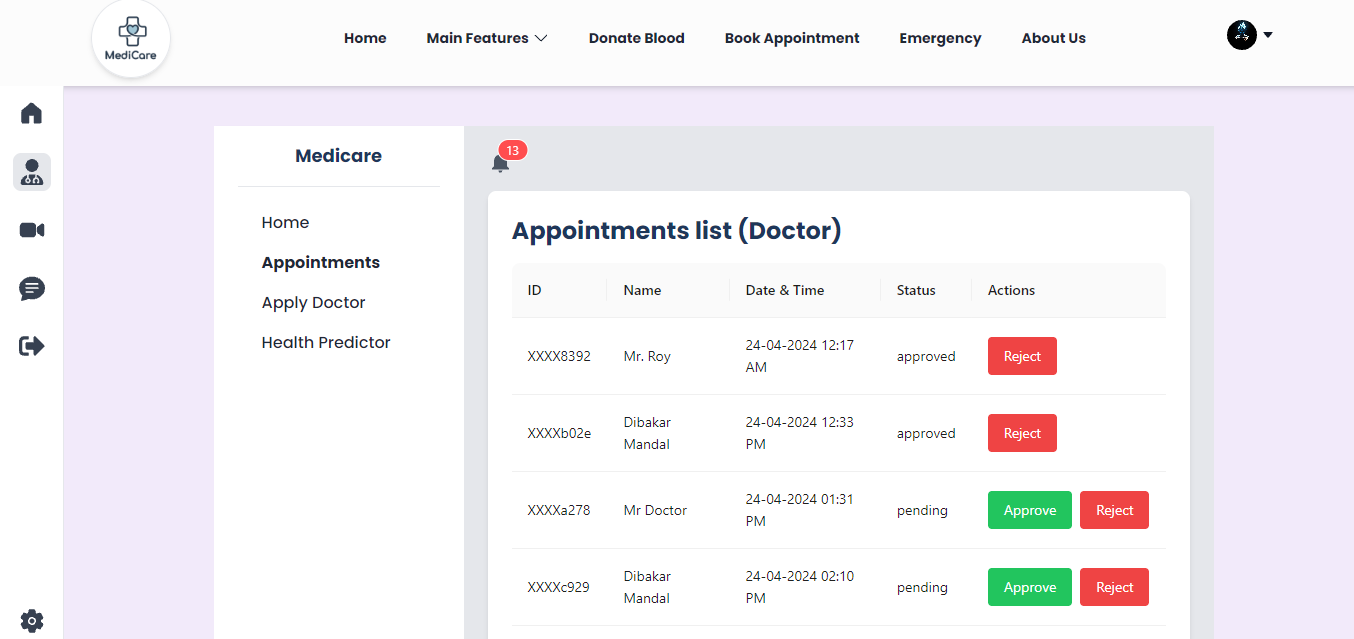 MediCare
Home
Main Features
Donate Blood
Book Appointment
Emergency
About Us
Medicare
Home
Appointments
Apply Doctor
Health Predictor
13
Appointments list (Doctor)
ID Name Date & Time Status Actions
XXXX8392 Mr. Roy 24-04-2024 12:17 approved Reject
AM
XXXXb02e Dibakar 24-04-2024 12:33 approved Reject
Mandal PM
XXXXa278 Mr Doctor 24-04-2024 01:31 pending Approve Reject
PM
XXXXc929 Dibakar 24-04-2024 02:10 pending Approve Reject
Mandal PM